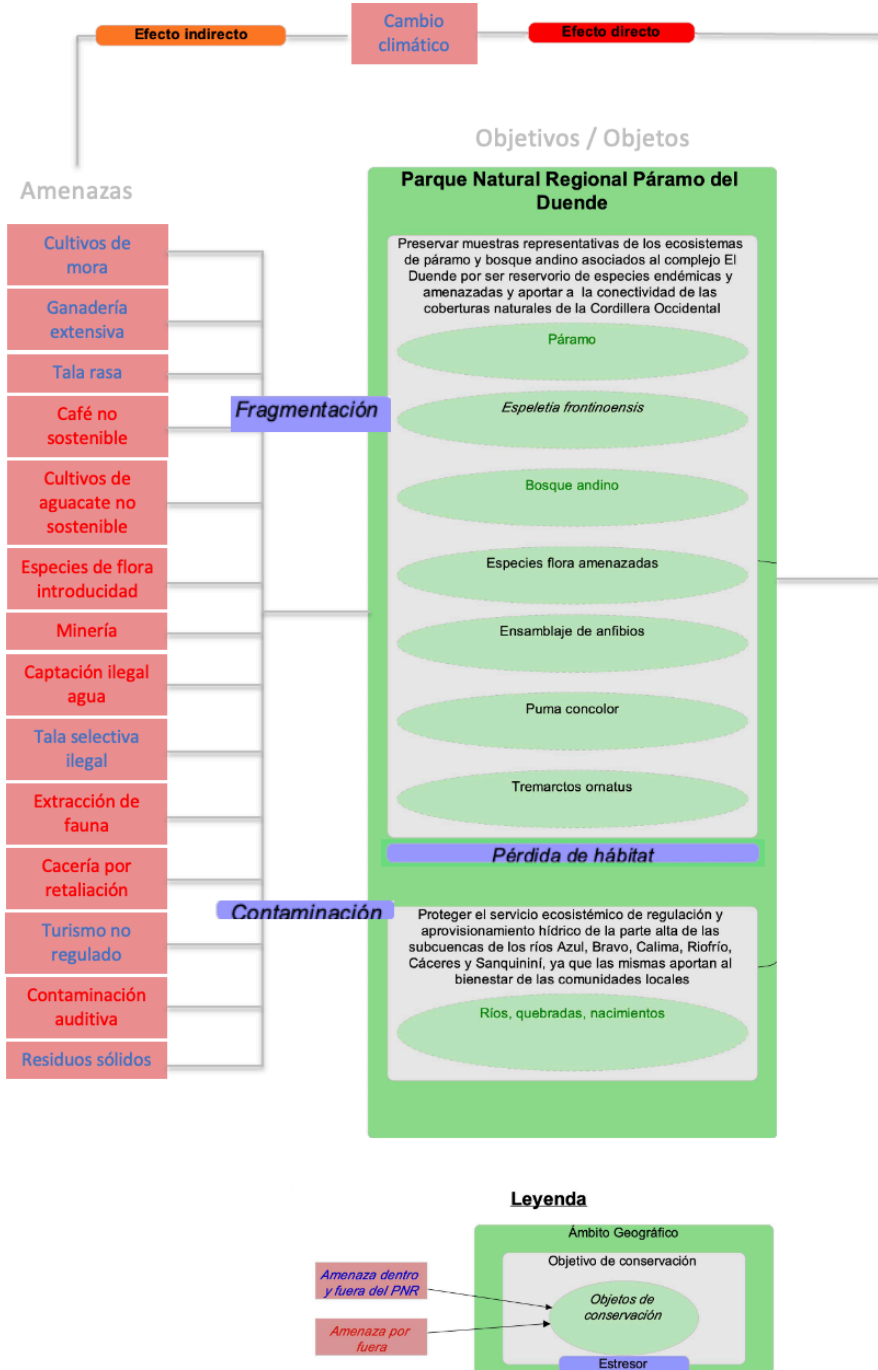 Efecto indirecto
Cambio
climático
Efecto directo
Objetivos / Objetos
Amenazas
Cultivos de
mora
Ganadería
extensiva
Tala rasa
Café no
sostenible
Cultivos de
aguacate no
sostenible
Especies de flora
introducidad
Minería
Captación ilegal
agua
Tala selectiva
ilegal
Extracción de
fauna
Cacería por
retaliación
Turismo no
regulado
Contaminación
auditiva
Residuos sólidos
Fragmentación
Contaminación
Parque Natural Regional Páramo del
Duende
Preservar muestras representativas de los ecosistemas
de páramo y bosque andino asociados al complejo El
Duende por ser reservorio de especies endémicas y
amenazadas y aportar a la conectividad de las
coberturas naturales de la Cordillera Occidental
Páramo
Espeletia frontinoensis
Bosque andino
Especies flora amenazadas
Ensamblaje de anfibios
Puma concolor
Tremarctos ornatus
Pérdida de hábitat
Proteger el servicio ecosistémico de regulación y
aprovisionamiento hídrico de la parte alta de las
subcuencas de los ríos Azul, Bravo, Calima, Riofrío,
Cáceres y Sanquininí, ya que las mismas aportan al
bienestar de las comunidades locales
Ríos, quebradas, nacimientos
Leyenda
Ámbito Geográfico
Objetivo de conservación
Amenaza dentro
y fuera del PNR
Objetos de
conservación
Amenaza por
fuera
Estresor